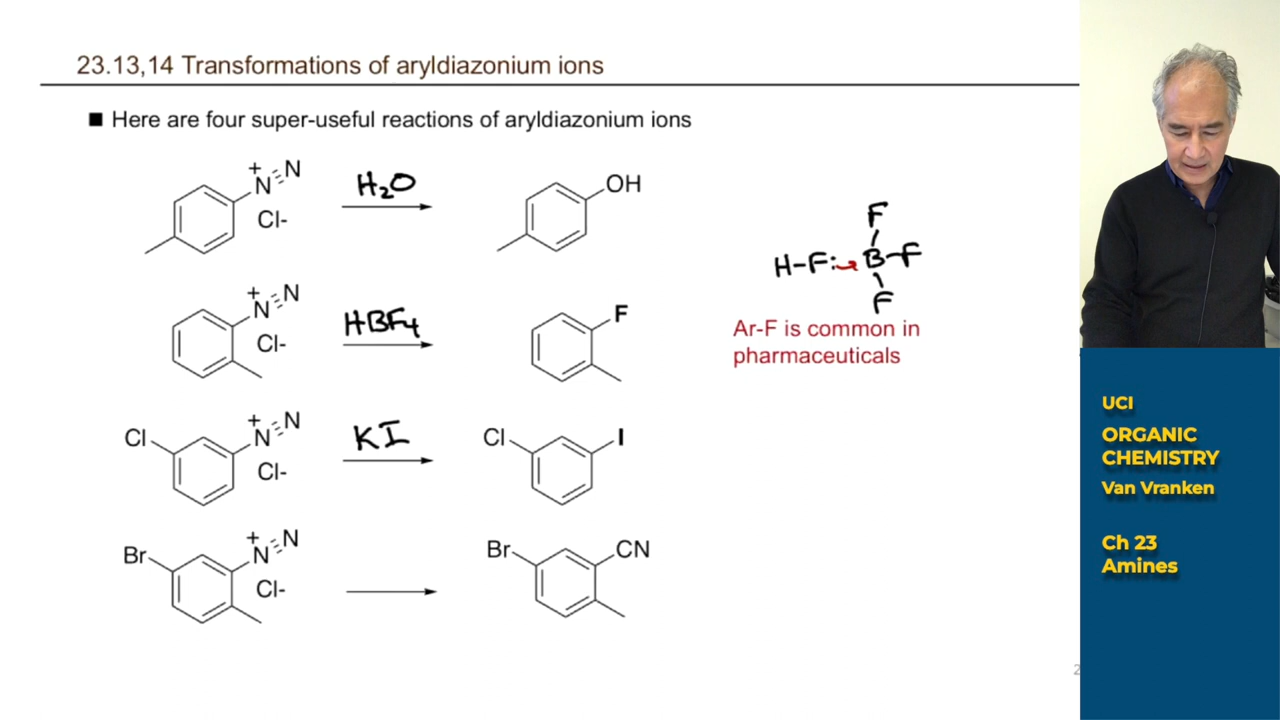 23.13,14 Transformations of aryldiazonium ions
■ Here are four super-useful reactions of aryldiazonium ions
+
N≡N
Cl-
H₂O
OH
F
H-F: B-F
F
+
N≡N
Cl-
HBF₄
F
Ar-F is common in
pharmaceuticals
Cl
+
N≡N
Cl-
KI
Cl
I
Br
+
N≡N
Cl-
Br
CN
2
UCI
ORGANIC
CHEMISTRY
Van Vranken
Ch 23
Amines